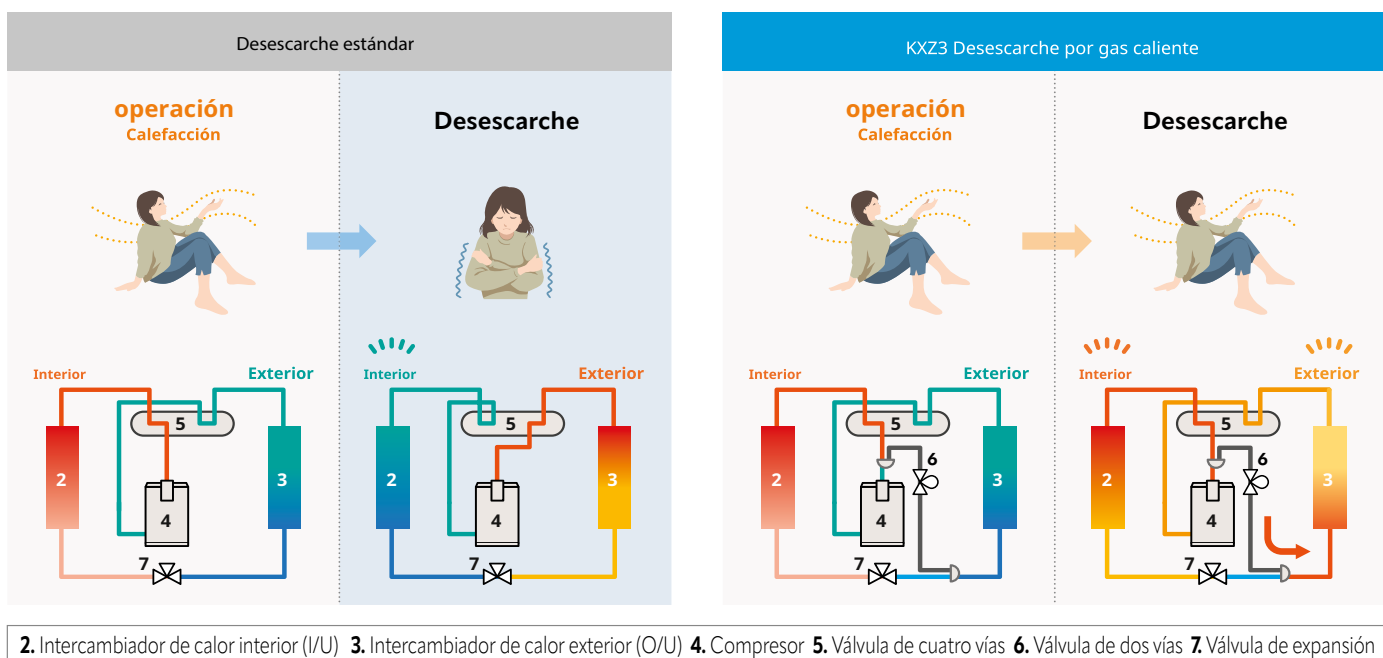 Desescarche estándar
operación
Calefacción
Desescarche
Interior
Exterior
5
2
3
4
7
Interior
Exterior
5
2
3
4
7
KXZ3 Desescarche por gas caliente
operación
Calefacción
Desescarche
Interior
Exterior
5
6
2
3
4
7
Interior
Exterior
5
6
2
3
4
7
2. Intercambiador de calor interior (I/U) 3. Intercambiador de calor exterior (O/U) 4. Compresor 5. Válvula de cuatro vías 6. Válvula de dos vías 7. Válvula de expansión